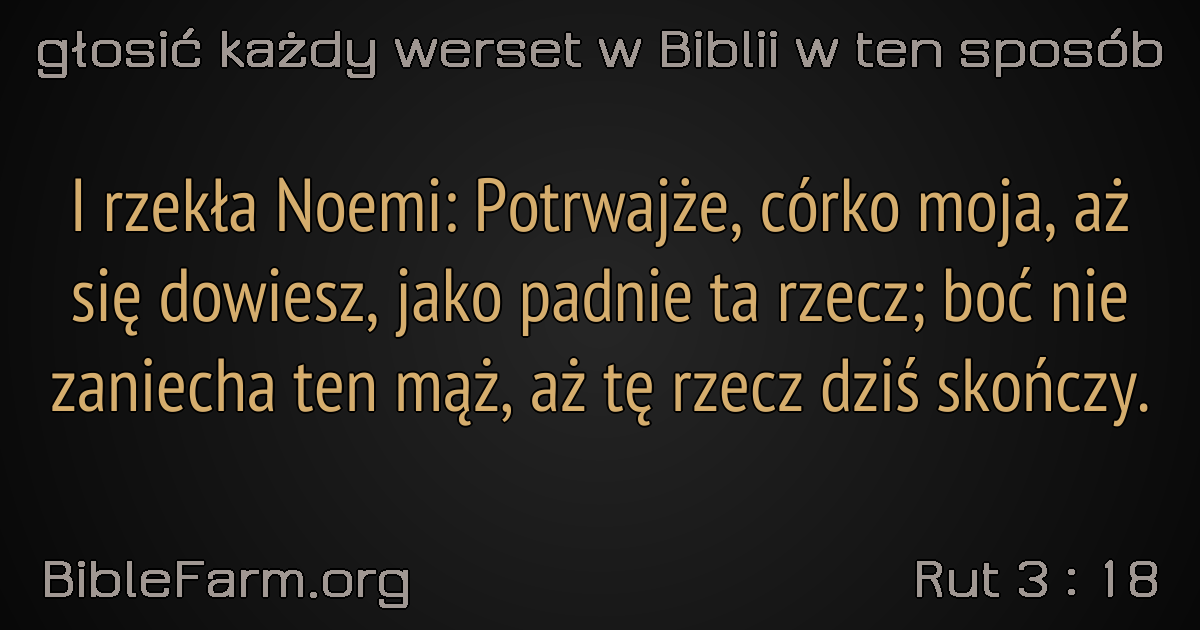 głosić każdy werset w Biblii w ten sposób
I rzekła Noemi: Potrwajże, córko moja, aż
się dowiesz, jako padnie ta rzecz; boć nie
zaniecha ten mąż, aż tę rzecz dziś skończy.
BibleFarm.org
Rut 3 : 18